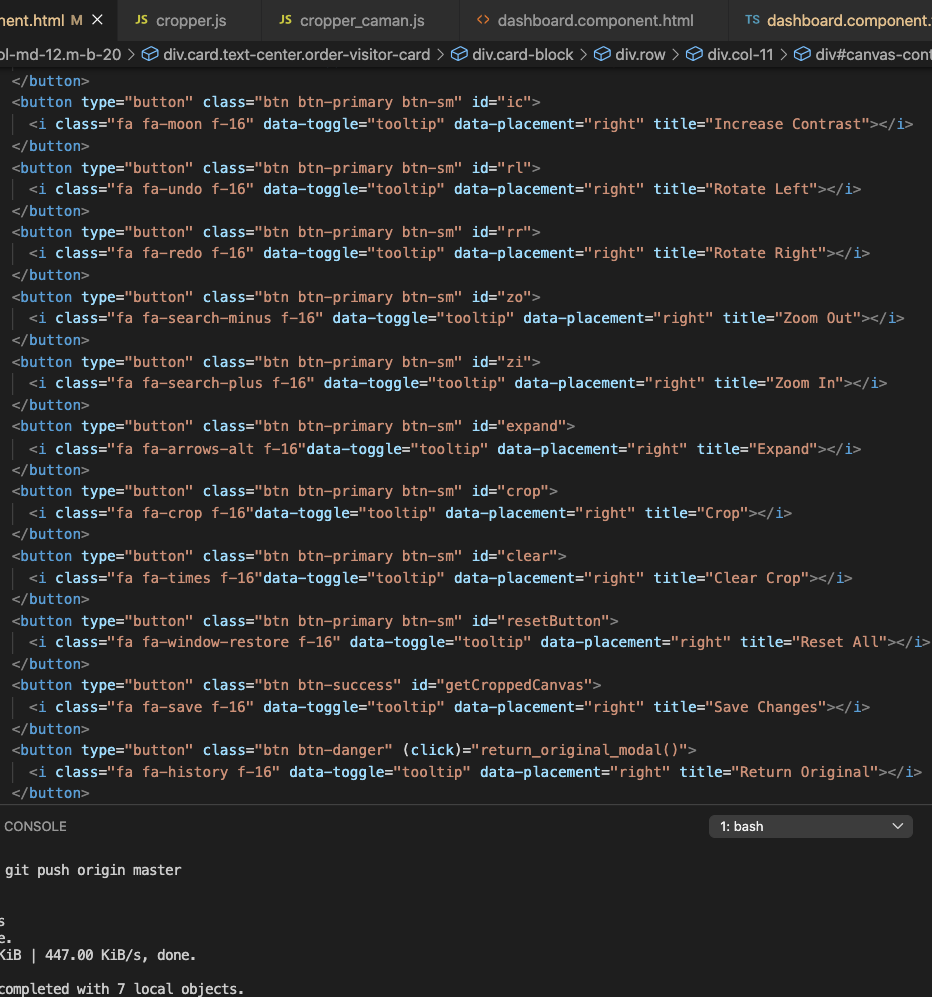 nent.html M × JS cropper.js JS cropper_caman.js <> dashboard.component.html TS dashboard.component.
ol-md-12.m-b-20 > div.card.text-center.order-visitor-card > div.card-block > div.row > div.col-11 > div#canvas-cont
</button>
<button type="button" class="btn btn-primary btn-sm" id="ic">
<i class="fa fa-moon f-16" data-toggle="tooltip" data-placement="right" title="Increase Contrast"></i>
</button>
<button type="button" class="btn btn-primary btn-sm" id="rl">
<i class="fa fa-undo f-16" data-toggle="tooltip" data-placement="right" title="Rotate Left"></i>
</button>
<button type="button" class="btn btn-primary btn-sm" id="rr">
<i class="fa fa-redo f-16" data-toggle="tooltip" data-placement="right" title="Rotate Right"></i>
</button>
<button type="button" class="btn btn-primary btn-sm" id="zo">
<i class="fa fa-search-minus f-16" data-toggle="tooltip" data-placement="right" title="Zoom Out"></i>
</button>
<button type="button" class="btn btn-primary btn-sm" id="zi">
<i class="fa fa-search-plus f-16" data-toggle="tooltip" data-placement="right" title="Zoom In"></i>
</button>
<button type="button" class="btn btn-primary btn-sm" id="expand">
<i class="fa fa-arrows-alt f-16"data-toggle="tooltip" data-placement="right" title="Expand"></i>
</button>
<button type="button" class="btn btn-primary btn-sm" id="crop">
<i class="fa fa-crop f-16"data-toggle="tooltip" data-placement="right" title="Crop"></i>
</button>
<button type="button" class="btn btn-primary btn-sm" id="clear">
<i class="fa fa-times f-16"data-toggle="tooltip" data-placement="right" title="Clear Crop"></i>
</button>
<button type="button" class="btn btn-primary btn-sm" id="resetButton">
<i class="fa fa-window-restore f-16" data-toggle="tooltip" data-placement="right" title="Reset All"></i>
</button>
<button type="button" class="btn btn-success" id="getCroppedCanvas">
<i class="fa fa-save f-16" data-toggle="tooltip" data-placement="right" title="Save Changes"></i>
</button>
<button type="button" class="btn btn-danger" (click)="return_original_modal()">
<i class="fa fa-history f-16" data-toggle="tooltip" data-placement="right" title="Return Original"></i>
</button>
CONSOLE 1: bash
git push origin master
s
e.
KiB | 447.00 KiB/s, done.
completed with 7 local objects.